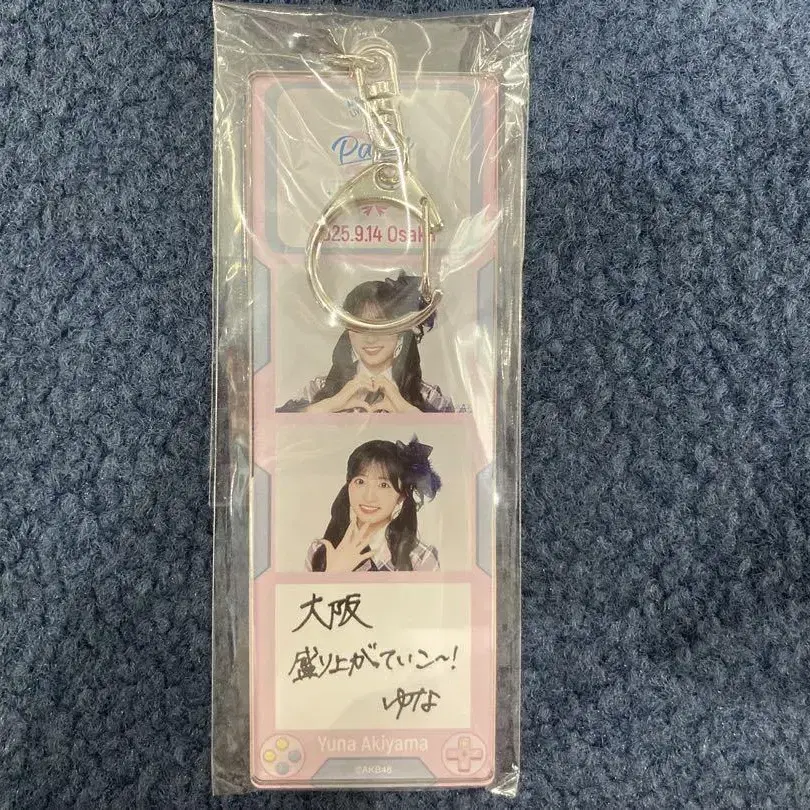 2025.9.14 Osaka
大阪
盛り上がっていこ〜!
ゆな
Yuna Akiyama
©AKB48